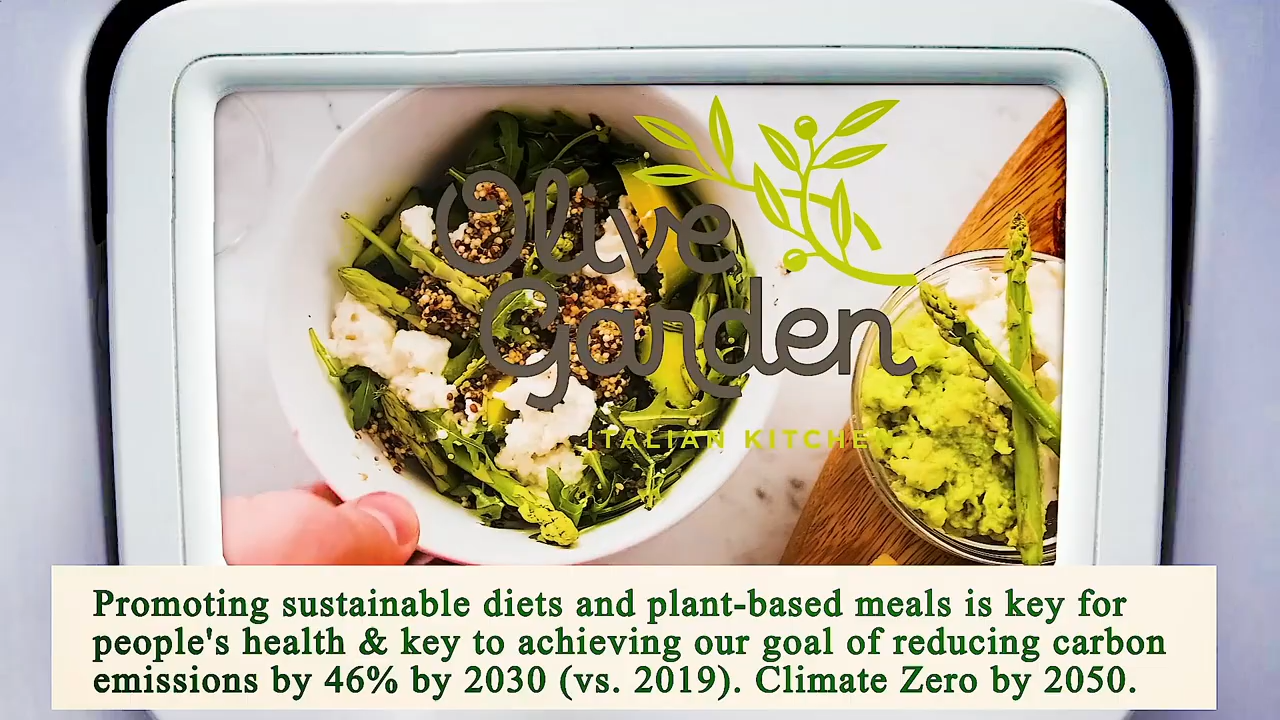 Olive
Garden
ITALIAN KITCHEN
Promoting sustainable diets and plant-based meals is key for
people's health & key to achieving our goal of reducing carbon
emissions by 46% by 2030 (vs. 2019). Climate Zero by 2050.